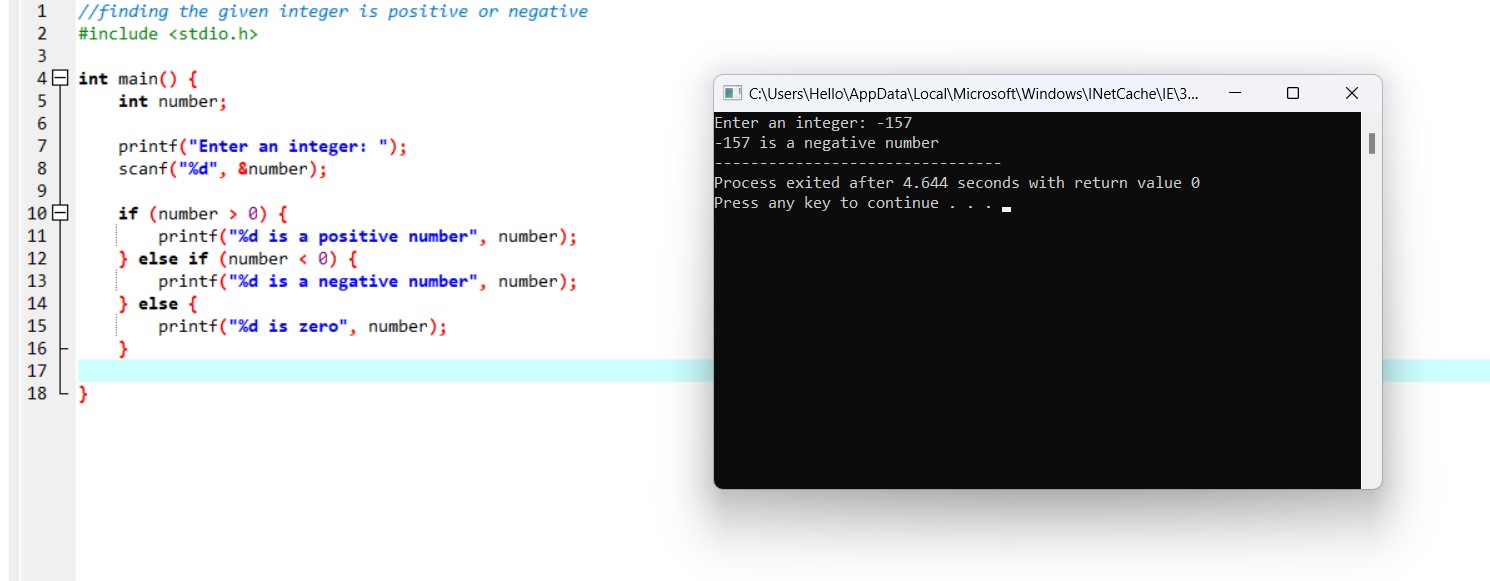 1 //finding the given integer is positive or negative
2 #include <stdio.h>
3
4 int main() {
5     int number;
6
7     printf("Enter an integer: ");
8     scanf("%d", &number);
9
10     if (number > 0) {
11         printf("%d is a positive number", number);
12     } else if (number < 0) {
13         printf("%d is a negative number", number);
14     } else {
15         printf("%d is zero", number);
16     }
17
18 }
C:\Users\Hello\AppData\Local\Microsoft\Windows\INetCache\IE\3...
Enter an integer: -157
-157 is a negative number
--------------------------------
Process exited after 4.644 seconds with return value 0
Press any key to continue . . .